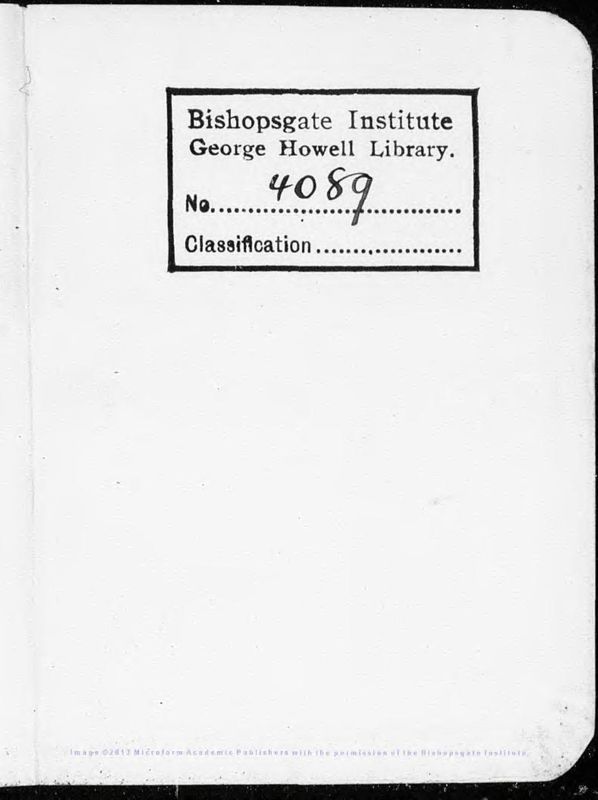 Bishopsgate Institute
George Howell Library.
No. 4089
Classification
Image ©2013 Microform Academic Publishers with the permission of the Bishopsgate Institute.